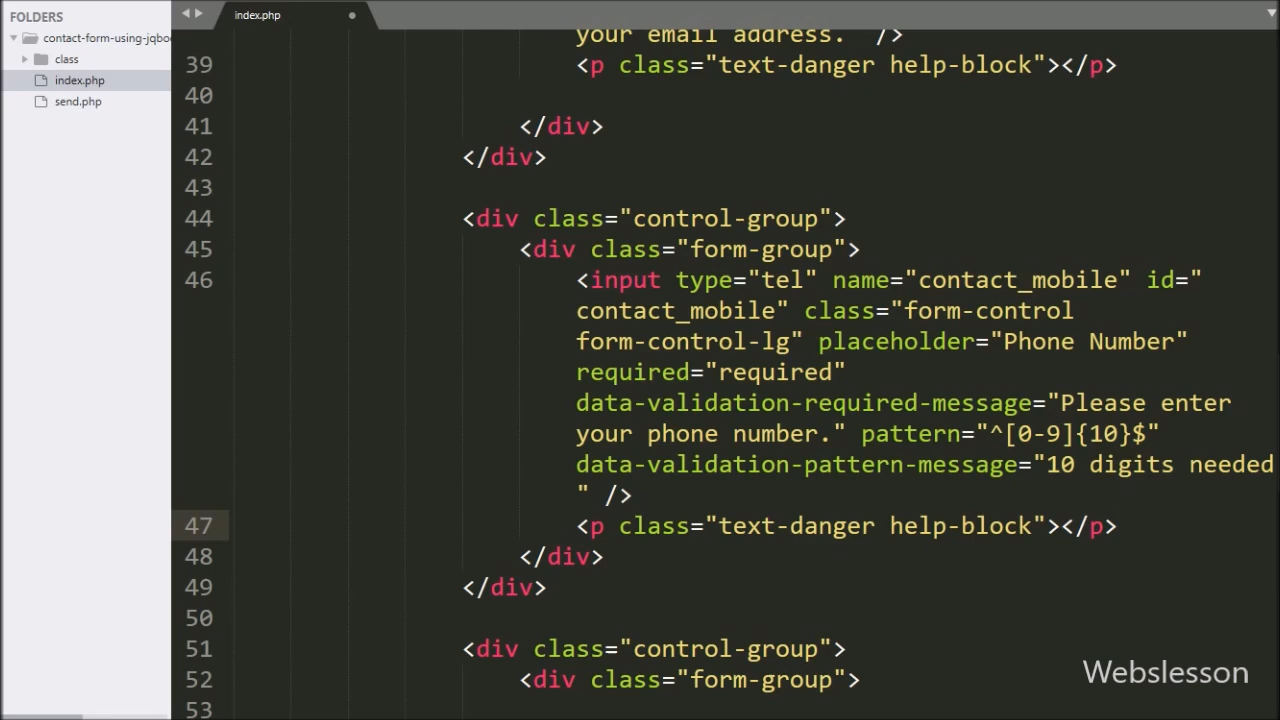 FOLDERS
contact-form-using-jqboo
class
index.php
send.php
index.php
your email address." />
39 <p class="text-danger help-block"></p>
40
41 </div>
42 </div>
43
44 <div class="control-group">
45 <div class="form-group">
46 <input type="tel" name="contact_mobile" id="
contact_mobile" class="form-control
form-control-lg" placeholder="Phone Number"
required="required"
data-validation-required-message="Please enter
your phone number." pattern="^[0-9]{10}$"
data-validation-pattern-message="10 digits needed
" />
47 <p class="text-danger help-block"></p>
48 </div>
49 </div>
50
51 <div class="control-group">
52 <div class="form-group">
53
Webslesson